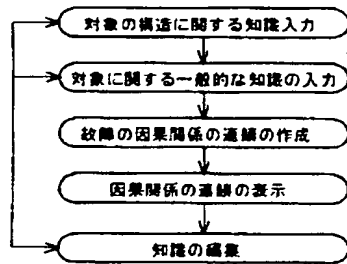 対象の構造に関する知識入力
対象に関する一般的な知識の入力
故障の因果関係の連鎖の作成
因果関係の連鎖の表示
知識の編集